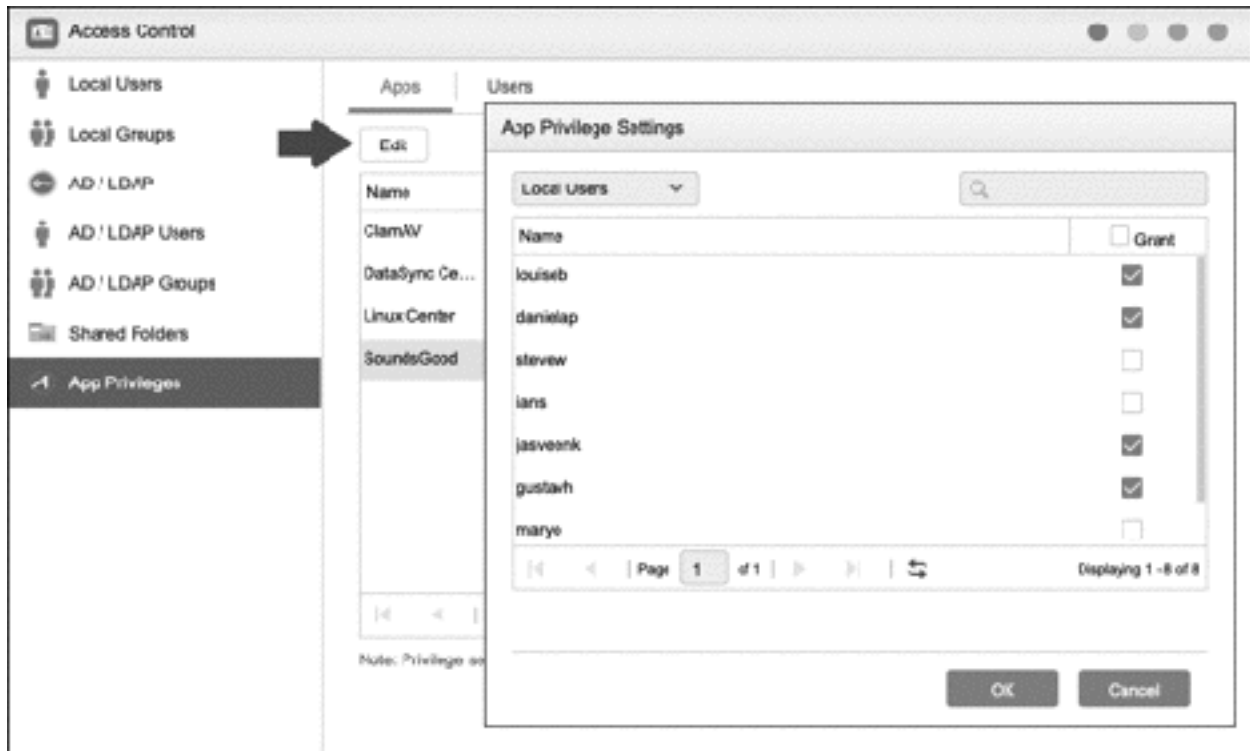 Access Control
Local Users
Local Groups
AD / LDAP
AD / LDAP Users
AD / LDAP Groups
Shared Folders
App Privileges
Apps
Users
Edit
Name
ClamAV
DataSync Ce...
Linux Center
SoundsGood
Note: Privilege se
App Privilege Settings
Local Users
Name
Grant
louiseb
danielap
stevew
ians
jasveenk
gustavh
marye
Page 1 of 1
Displaying 1 -8 of 8
OK
Cancel